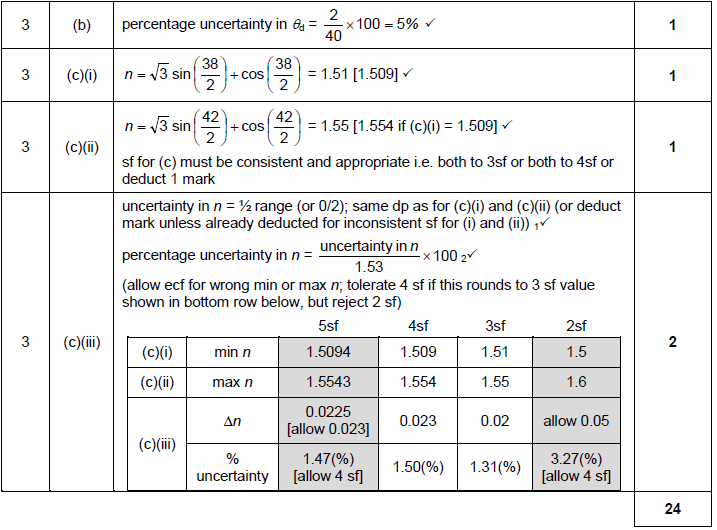 3 (b) percentage uncertainty in θd = 2/40 ×100 = 5% ✓ 1
3 (c)(i) n = √3 sin(38/2) + cos(38/2) = 1.51 [1.509] ✓ 1
3 (c)(ii) n = √3 sin(42/2) + cos(42/2) = 1.55 [1.554 if (c)(i) = 1.509] ✓ 1
sf for (c) must be consistent and appropriate i.e. both to 3sf or both to 4sf or
deduct 1 mark
3 (c)(iii) 2
uncertainty in n = ½ range (or 0/2); same dp as for (c)(i) and (c)(ii) (or deduct
mark unless already deducted for inconsistent sf for (i) and (ii)) 1✓
percentage uncertainty in n = uncertainty in n/1.53 ×100 2✓
(allow ecf for wrong min or max n; tolerate 4 sf if this rounds to 3 sf value
shown in bottom row below, but reject 2 sf)
5sf 4sf 3sf 2sf
(c)(i) min n 1.5094 1.509 1.51 1.5
(c)(ii) max n 1.5543 1.554 1.55 1.6
(c)(iii) Δn 0.0225 [allow 0.023] 0.023 0.02 allow 0.05
% uncertainty 1.47(%) [allow 4 sf] 1.50(%) 1.31(%) 3.27(%) [allow 4 sf]
24